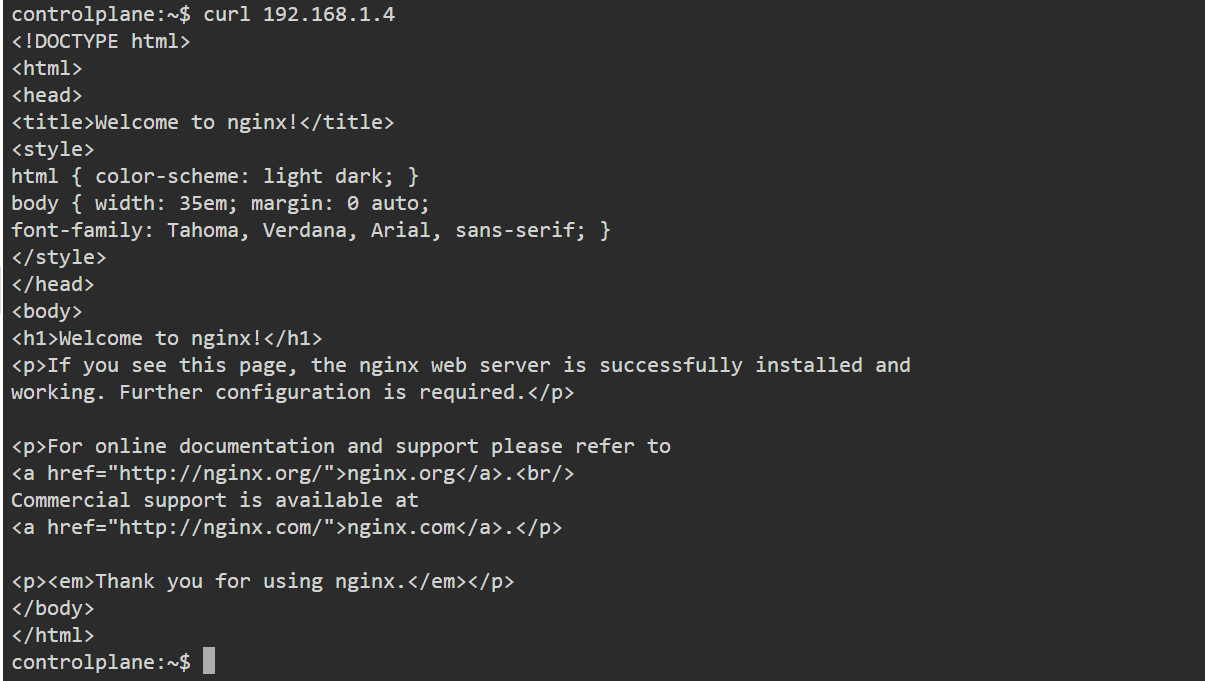 controlplane:~$ curl 192.168.1.4
<!DOCTYPE html>
<html>
<head>
<title>Welcome to nginx!</title>
<style>
html { color-scheme: light dark; }
body { width: 35em; margin: 0 auto;
font-family: Tahoma, Verdana, Arial, sans-serif; }
</style>
</head>
<body>
<h1>Welcome to nginx!</h1>
<p>If you see this page, the nginx web server is successfully installed and
working. Further configuration is required.</p>

<p>For online documentation and support please refer to
<a href="http://nginx.org/">nginx.org</a>.<br/>
Commercial support is available at
<a href="http://nginx.com/">nginx.com</a>.</p>

<p><em>Thank you for using nginx.</em></p>
</body>
</html>
controlplane:~$